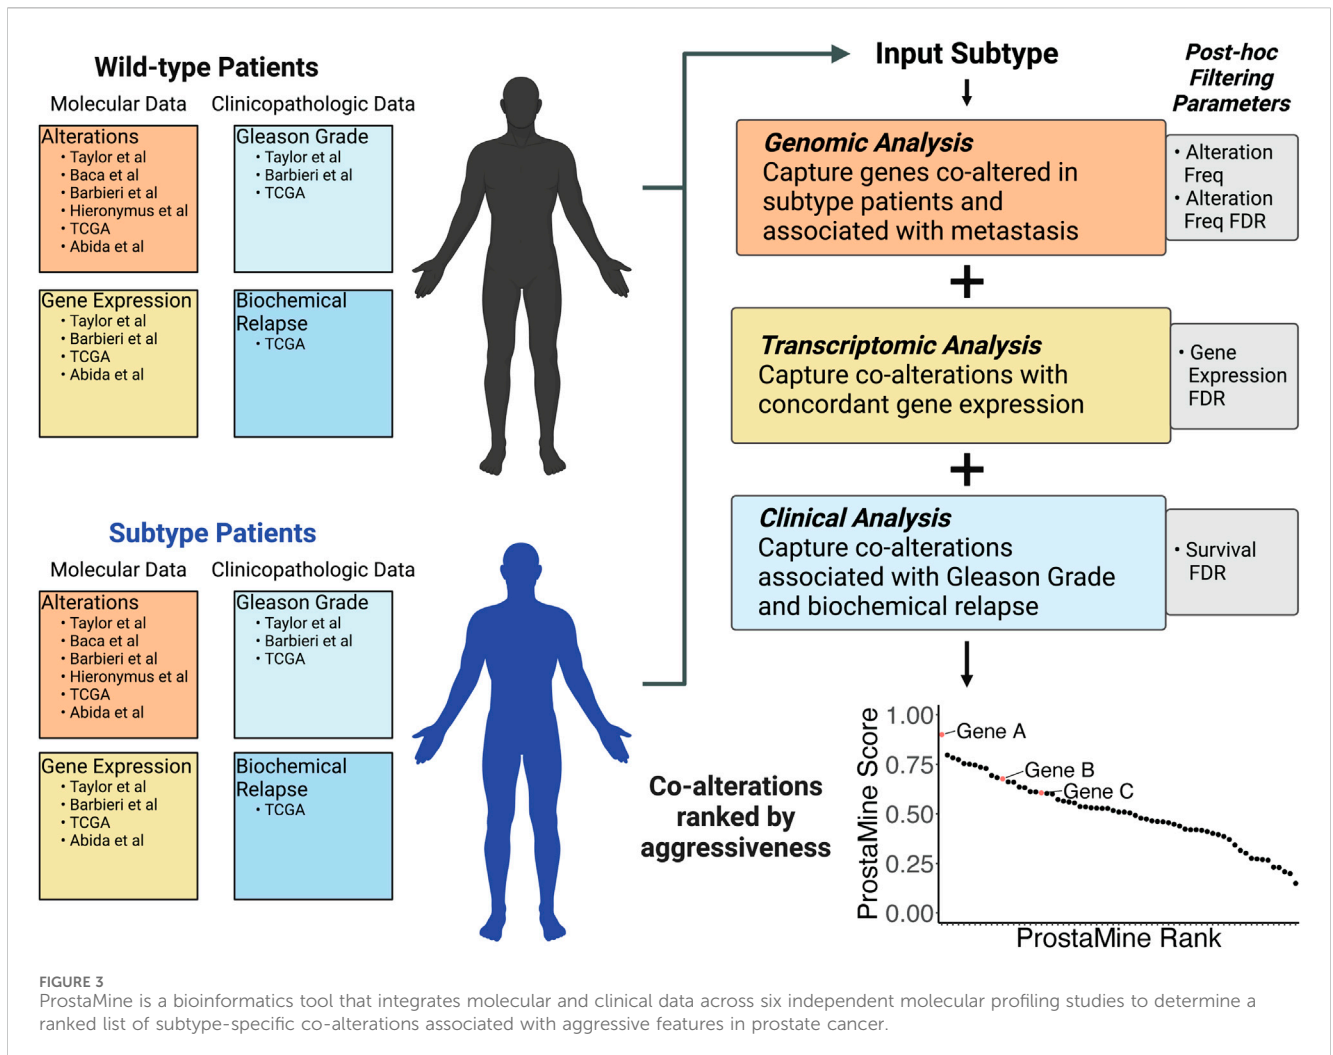 Wild-type Patients
Molecular Data
Clinicopathologic Data
Alterations
• Taylor et al
• Baca et al
• Barbieri et al
• Hieronymus et al
• TCGA
• Abida et al
Gleason Grade
• Taylor et al
• Barbieri et al
• TCGA
Gene Expression
• Taylor et al
• Barbieri et al
• TCGA
• Abida et al
Biochemical
Relapse
• TCGA
Subtype Patients
Molecular Data
Clinicopathologic Data
Alterations
• Taylor et al
• Baca et al
• Barbieri et al
• Hieronymus et al
• TCGA
• Abida et al
Gleason Grade
• Taylor et al
• Barbieri et al
• TCGA
Gene Expression
• Taylor et al
• Barbieri et al
• TCGA
• Abida et al
Biochemical
Relapse
• TCGA
Input Subtype
Post-hoc
Filtering
Parameters
Genomic Analysis
Capture genes co-altered in
subtype patients and
associated with metastasis
• Alteration
Freq
• Alteration
Freq FDR
+
Transcriptomic Analysis
Capture co-alterations with
concordant gene expression
• Gene
Expression
FDR
+
Clinical Analysis
Capture co-alterations
associated with Gleason Grade
and biochemical relapse
• Survival
FDR
Co-alterations
ranked by
aggressiveness
ProstaMine Score
1.00
0.75
0.50
0.25
0.00
Gene A
Gene B
Gene C
ProstaMine Rank
FIGURE 3
ProstaMine is a bioinformatics tool that integrates molecular and clinical data across six independent molecular profiling studies to determine a
ranked list of subtype-specific co-alterations associated with aggressive features in prostate cancer.